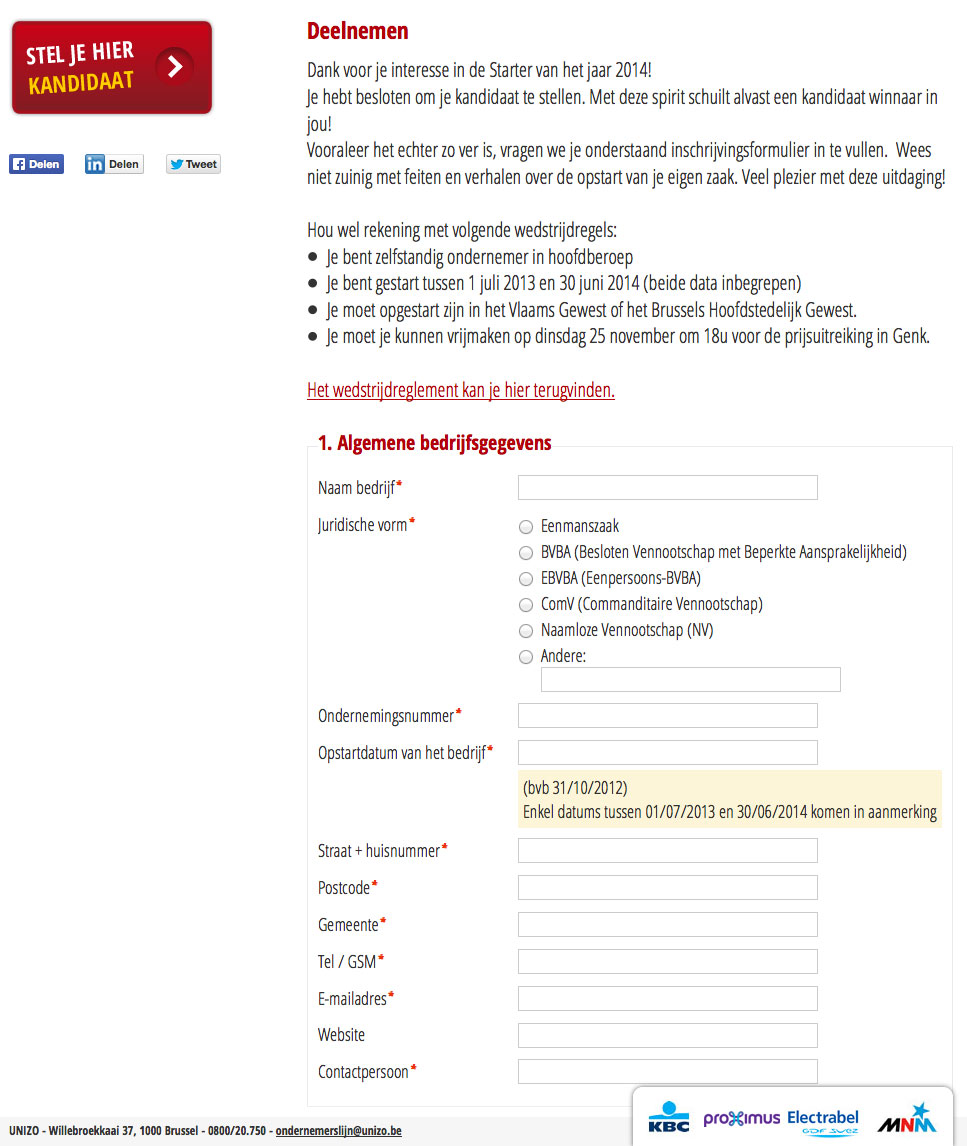 STEL JE HIER
KANDIDAAT
Delen
Delen
Tweet
Deelnemen
Dank voor je interesse in de Starter van het jaar 2014!
Je hebt besloten om je kandidaat te stellen. Met deze spirit schuilt alvast een kandidaat winnaar in
jou!
Vooraleer het echter zo ver is, vragen we je onderstaand inschrijvingsformulier in te vullen. Wees
niet zuinig met feiten en verhalen over de opstart van je eigen zaak. Veel plezier met deze uitdaging!
Hou wel rekening met volgende wedstrijdregels:
● Je bent zelfstandig ondernemer in hoofdberoep
● Je bent gestart tussen 1 juli 2013 en 30 juni 2014 (beide data inbegrepen)
● Je moet opgestart zijn in het Vlaams Gewest of het Brussels Hoofdstedelijk Gewest.
● Je moet je kunnen vrijmaken op dinsdag 25 november om 18u voor de prijsuitreiking in Genk.
Het wedstrijdreglement kan je hier terugvinden.
1. Algemene bedrijfsgegevens
Naam bedrijf*
Juridische vorm*
Eenmanszaak
BVBA (Besloten Vennootschap met Beperkte Aansprakelijkheid)
EBVBA (Eenpersoons-BVBA)
ComV (Commanditaire Vennootschap)
Naamloze Vennootschap (NV)
Andere:
Ondernemingsnummer*
Opstartdatum van het bedrijf*
(bvb 31/10/2012)
Enkel datums tussen 01/07/2013 en 30/06/2014 komen in aanmerking
Straat + huisnummer*
Postcode*
Gemeente*
Tel / GSM*
E-mailadres*
Website
Contactpersoon*
UNIZO - Willebroekkaai 37, 1000 Brussel - 0800/20.750 - ondernemerslijn@unizo.be
KBC
proximus
Electrabel
GDF SUEZ
MNM